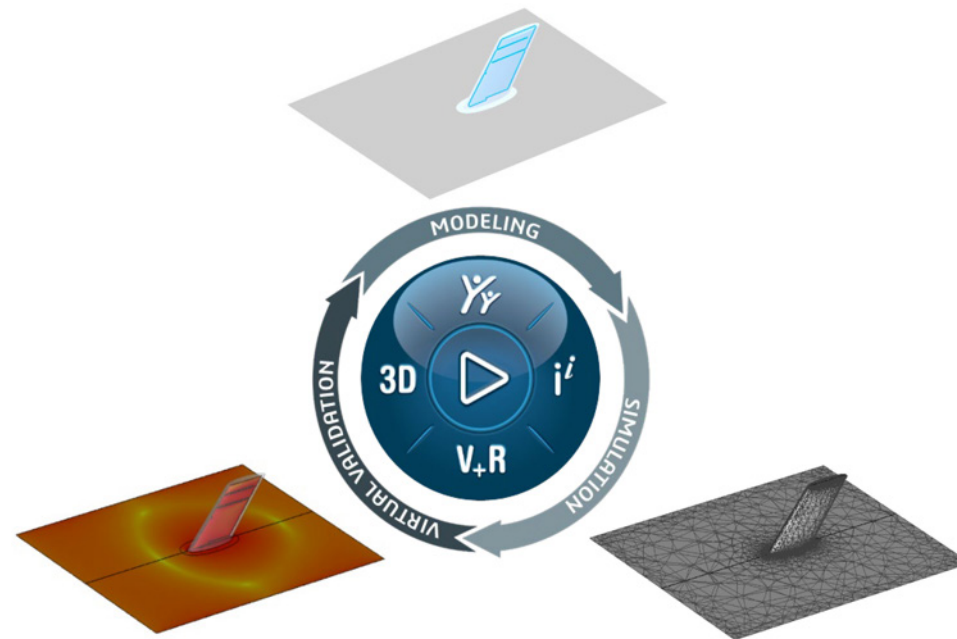 MODELING
3D
i i
V+R
SIMULATION
VIRTUAL VALIDATION